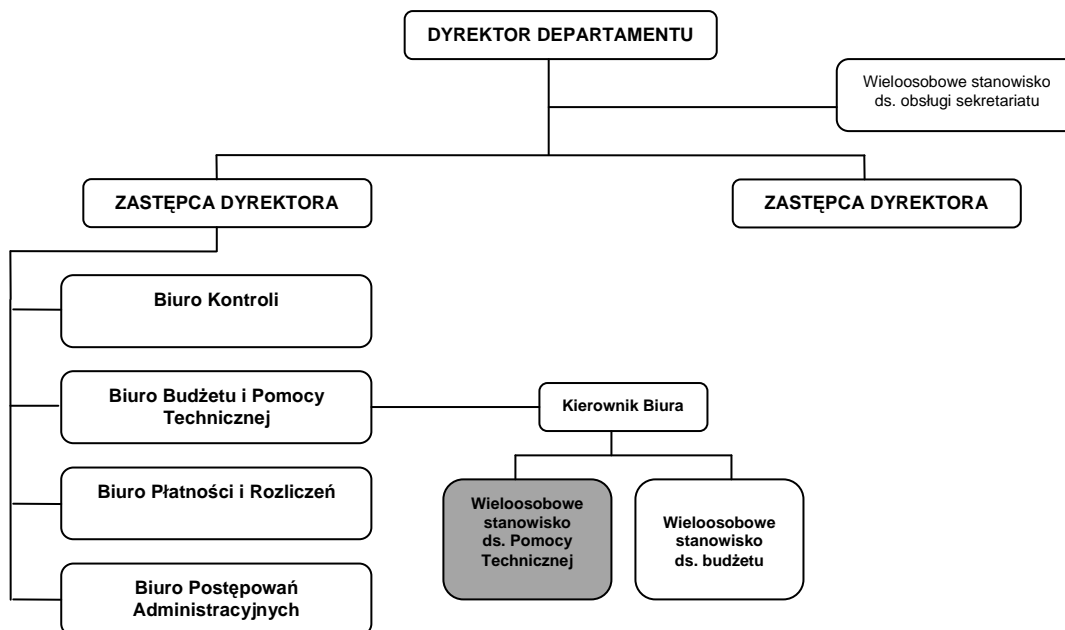 DYREKTOR DEPARTAMENTU
Wieloosobowe stanowisko
ds. obsługi sekretariatu
ZASTĘPCA DYREKTORA
ZASTĘPCA DYREKTORA
Biuro Kontroli
Biuro Budżetu i Pomocy
Technicznej
Kierownik Biura
Biuro Płatności i Rozliczeń
Wieloosobowe
stanowisko
ds. Pomocy
Technicznej
Wieloosobowe
stanowisko
ds. budżetu
Biuro Postępowań
Administracyjnych